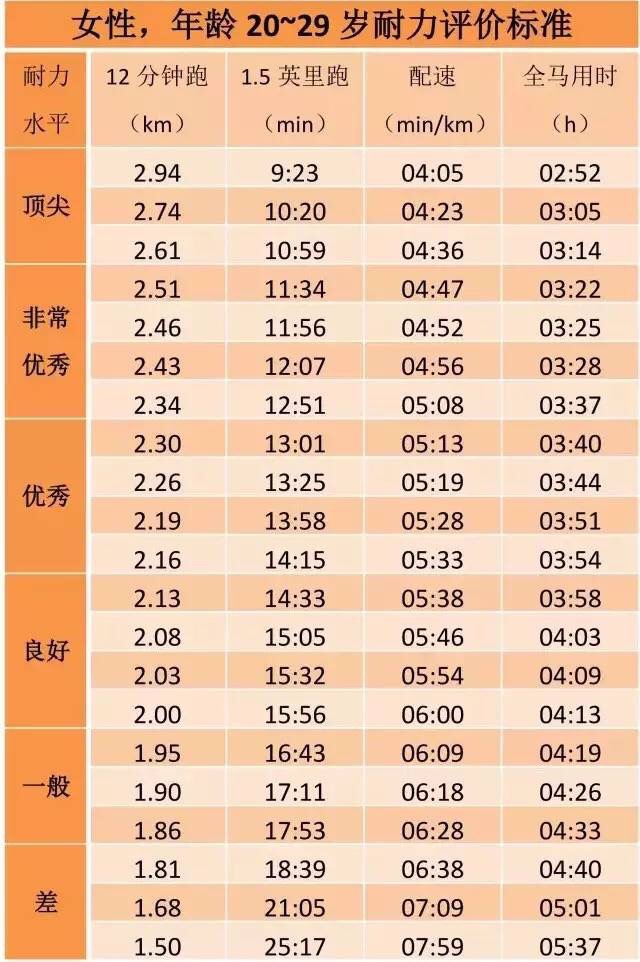 女性，年龄 20~29 岁耐力评价标准
耐力水平 12 分钟跑（km） 1.5 英里跑（min） 配速（min/km） 全马用时（h）
顶尖 2.94 9:23 04:05 02:52
2.74 10:20 04:23 03:05
2.61 10:59 04:36 03:14
非常优秀 2.51 11:34 04:47 03:22
2.46 11:56 04:52 03:25
2.43 12:07 04:56 03:28
2.34 12:51 05:08 03:37
优秀 2.30 13:01 05:13 03:40
2.26 13:25 05:19 03:44
2.19 13:58 05:28 03:51
2.16 14:15 05:33 03:54
良好 2.13 14:33 05:38 03:58
2.08 15:05 05:46 04:03
2.03 15:32 05:54 04:09
2.00 15:56 06:00 04:13
一般 1.95 16:43 06:09 04:19
1.90 17:11 06:18 04:26
1.86 17:53 06:28 04:33
差 1.81 18:39 06:38 04:40
1.68 21:05 07:09 05:01
1.50 25:17 07:59 05:37